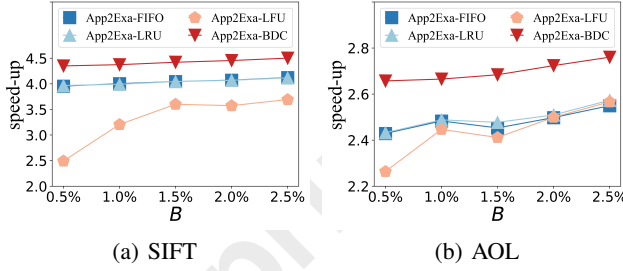 App2Exa-FIFO App2Exa-LFU
App2Exa-LRU App2Exa-BDC
speed-up
4.5
4.0
3.5
3.0
2.5
2.0
0.5% 1.0% 1.5% 2.0% 2.5%
B
(a) SIFT
App2Exa-FIFO App2Exa-LFU
App2Exa-LRU App2Exa-BDC
speed-up
2.8
2.6
2.4
2.2
0.5% 1.0% 1.5% 2.0% 2.5%
B
(b) AOL